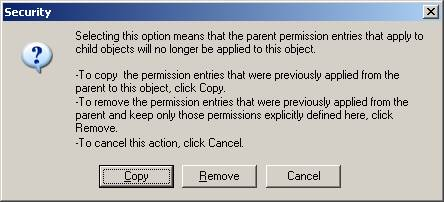 Security
Selecting this option means that the parent permission entries that apply to
child objects will no longer be applied to this object.
-To copy the permission entries that were previously applied from the
parent to this object, click Copy.
-To remove the permission entries that were previously applied from the
parent and keep only those permissions explicitly defined here, click
Remove.
-To cancel this action, click Cancel.
Copy Remove Cancel